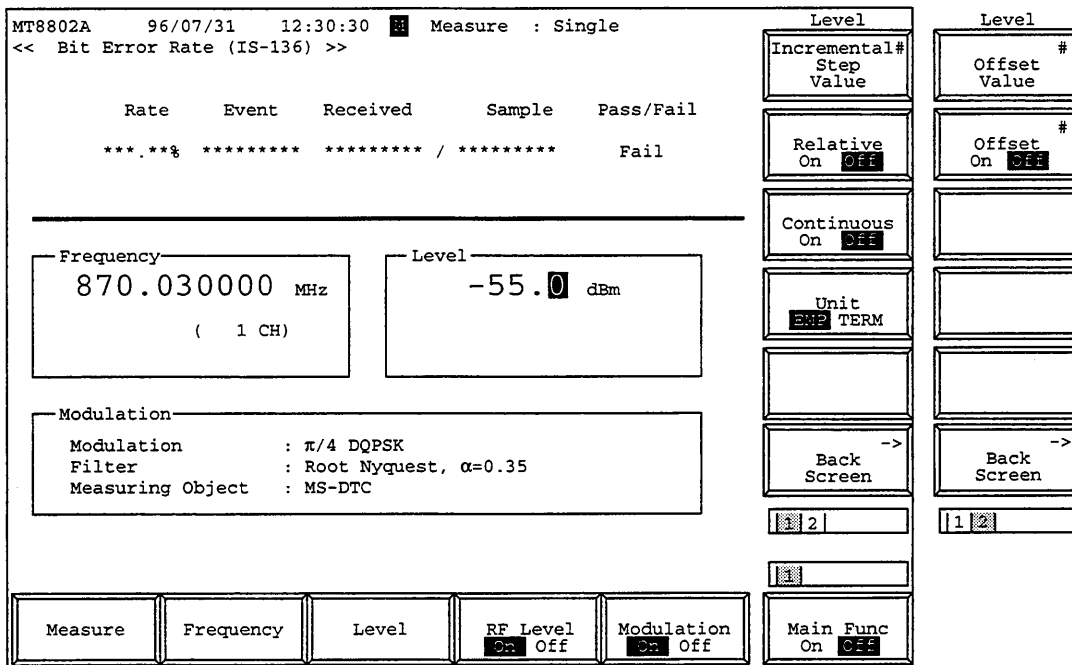 MT8802A 96/07/31 12:30:30 M Measure : Single
<< Bit Error Rate (IS-136) >>
Rate Event Received Sample Pass/Fail
***.**% ********* ********* / ********* Fail
Frequency
870.030000 MHz
( 1 CH)
Level
-55.0 dBm
Modulation
Modulation : π/4 DQPSK
Filter : Root Nyquest, α=0.35
Measuring Object : MS-DTC
Measure
Frequency
Level
RF Level
On Off
Modulation
On Off
Level
Incremental#
Step
Value
Relative
On Off
Continuous
On Off
Unit
EMF TERM
->
Back
Screen
1 2
1
Main Func
On Off
Level
#
Offset
Value
#
Offset
On Off
->
Back
Screen
1 2